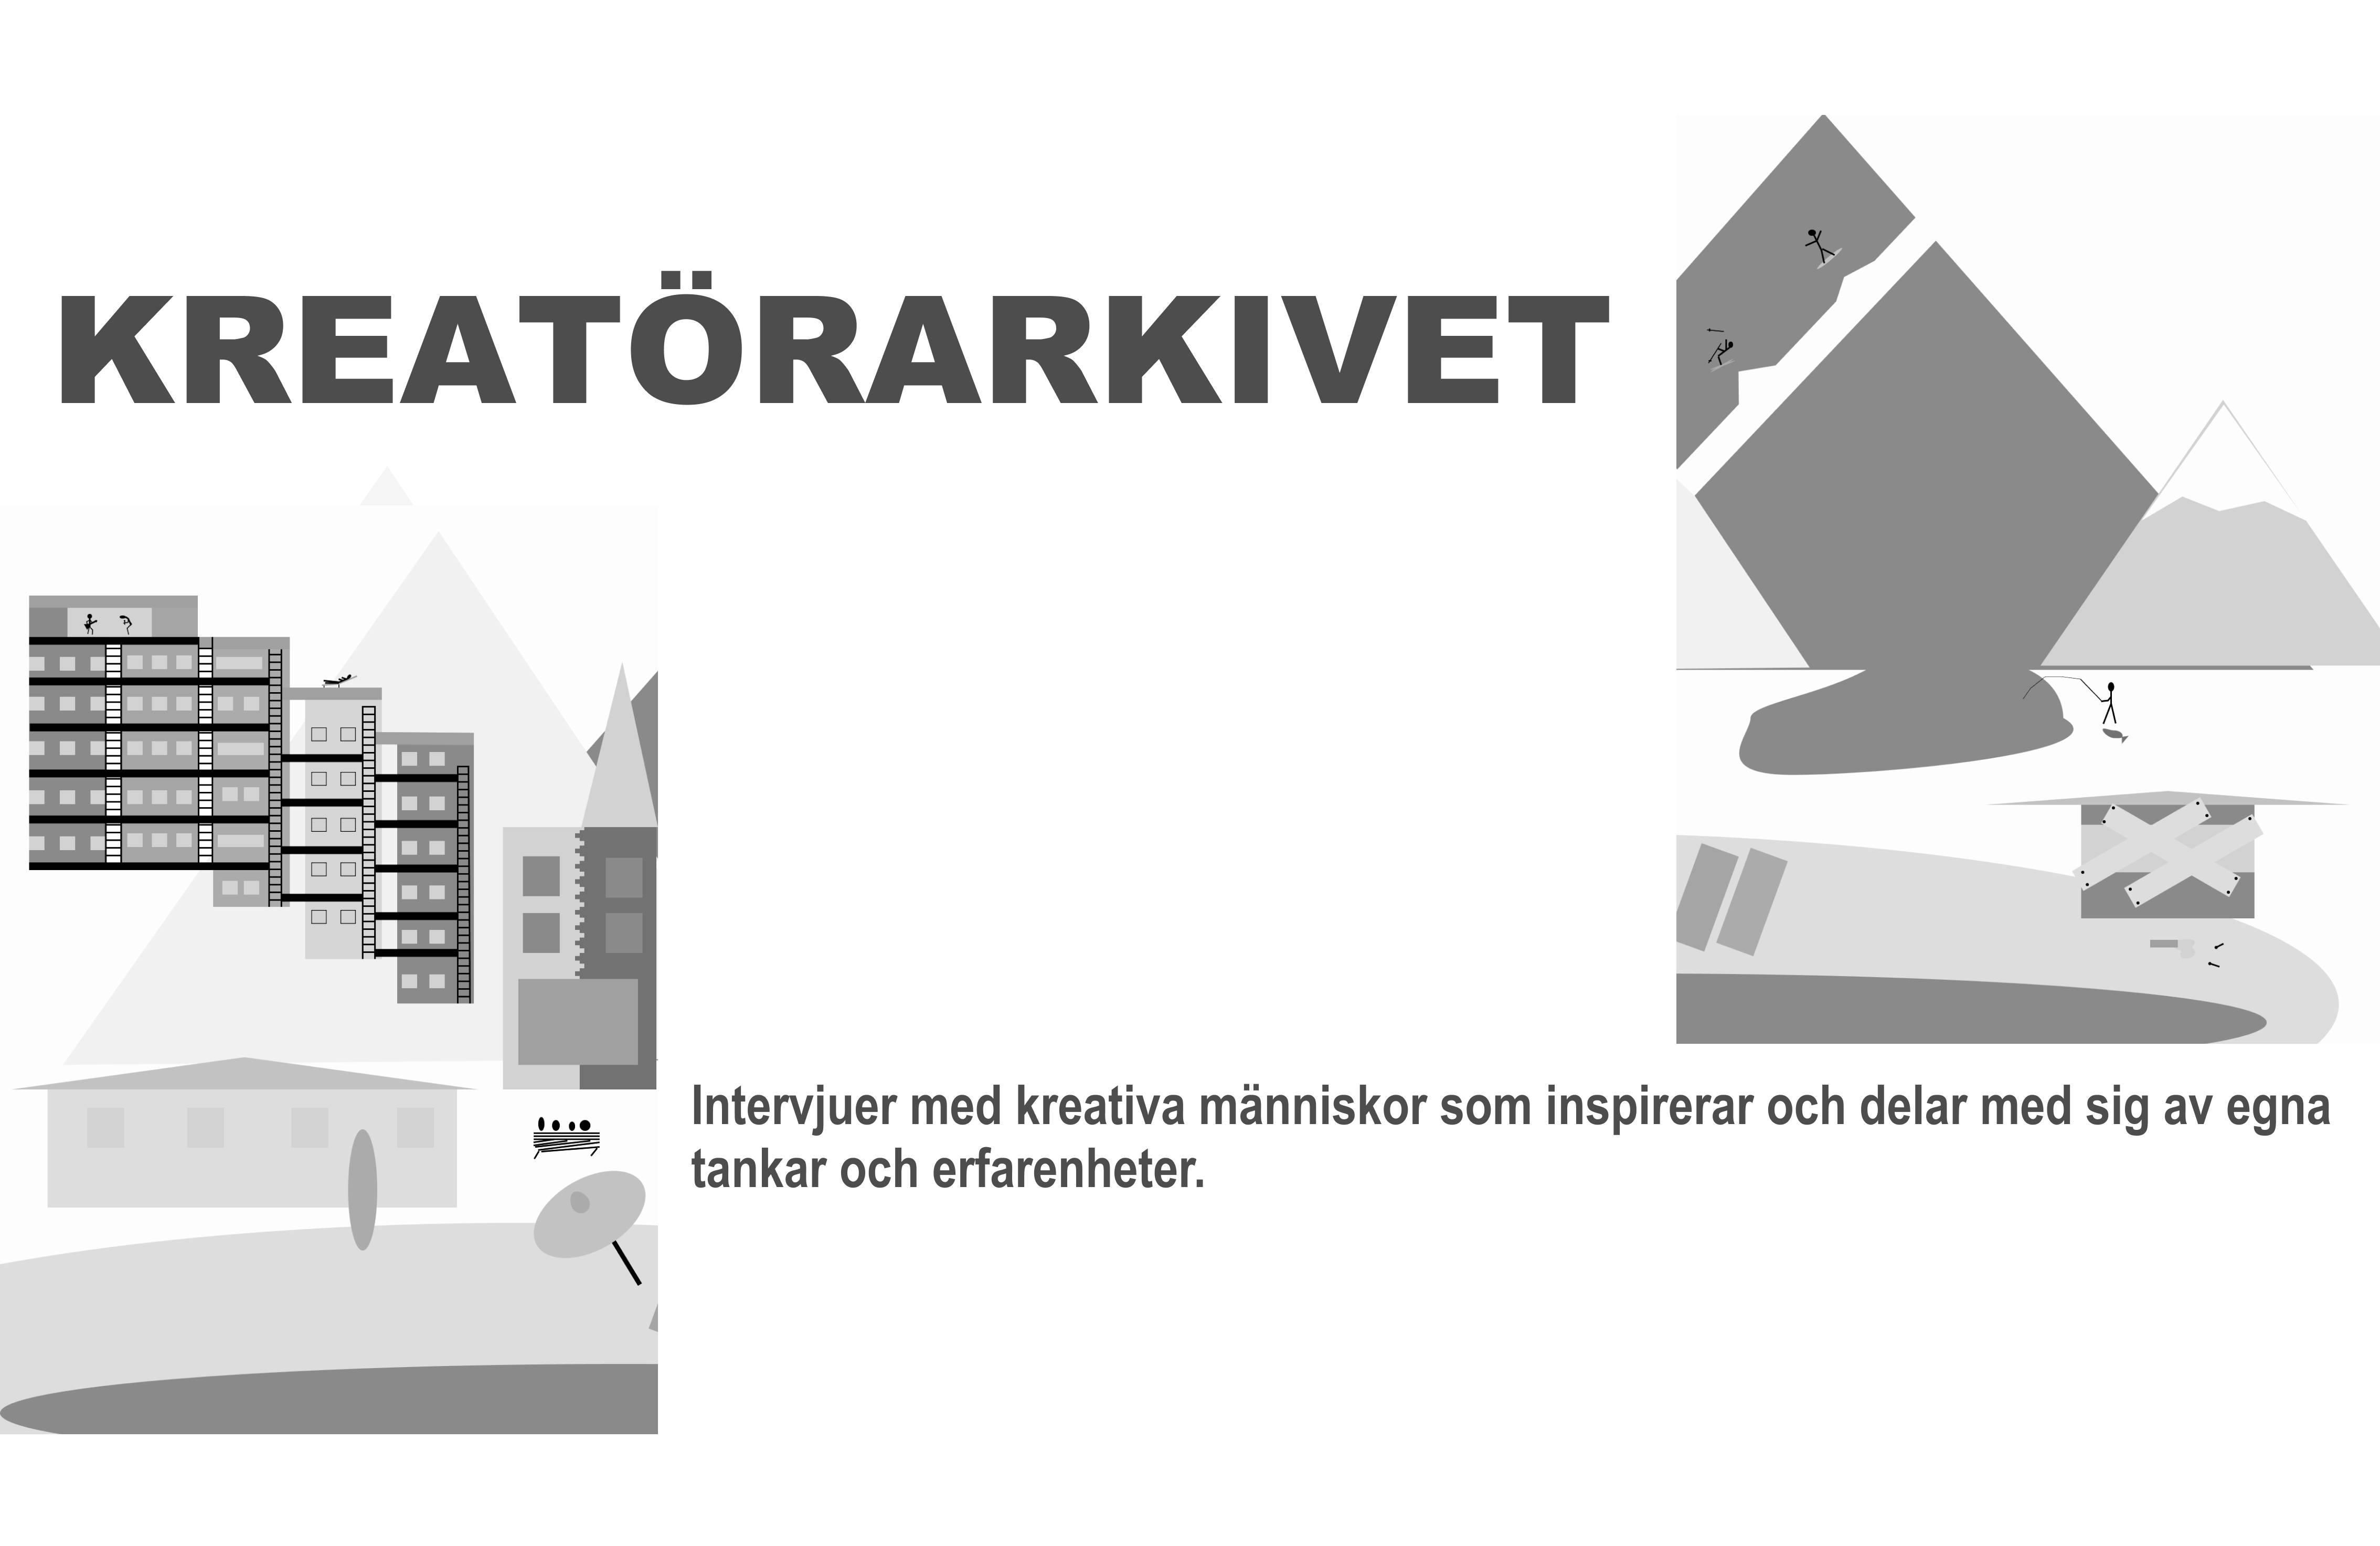 KREATÖRARKIVET
Intervjuer med kreativa människor som inspirerar och delar med sig av egna
tankar och erfarenheter.